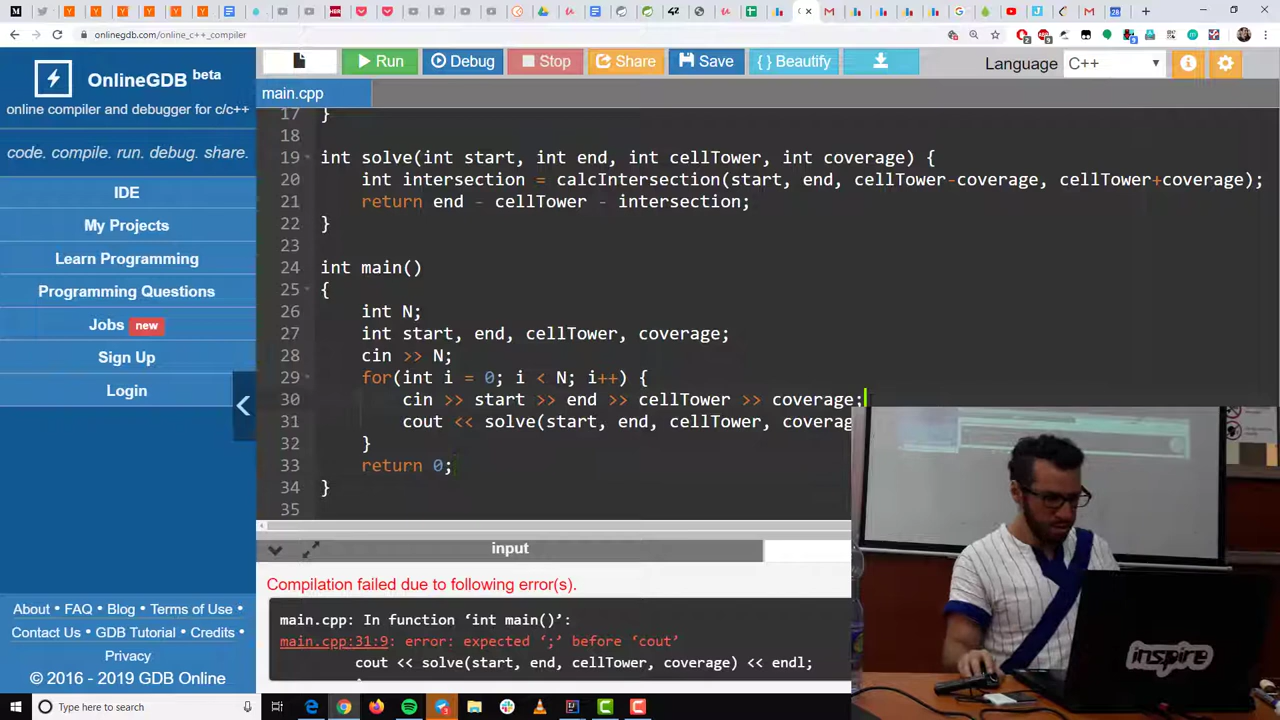 onlinegdb.com/online_c++_compiler
OnlineGDB beta
online compiler and debugger for c/c++
code. compile. run. debug. share.
IDE
My Projects
Learn Programming
Programming Questions
Jobs new
Sign Up
Login
About • FAQ • Blog • Terms of Use •
Contact Us • GDB Tutorial • Credits •
Privacy
© 2016 - 2019 GDB Online
Run
Debug
Stop
Share
Save
{ } Beautify
Language
C++
main.cpp
17 }
18
19 int solve(int start, int end, int cellTower, int coverage) {
20 int intersection = calcIntersection(start, end, cellTower-coverage, cellTower+coverage);
21 return end - cellTower - intersection;
22 }
23
24 int main()
25 {
26 int N;
27 int start, end, cellTower, coverage;
28 cin >> N;
29 for(int i = 0; i < N; i++) {
30 cin >> start >> end >> cellTower >> coverage;
31 cout << solve(start, end, cellTower, coverag
32 }
33 return 0;
34 }
35
input
Compilation failed due to following error(s).
main.cpp: In function ‘int main()’:
main.cpp:31:9: error: expected ‘;’ before ‘cout’
cout << solve(start, end, cellTower, coverage) << endl;
inspire
Type here to search